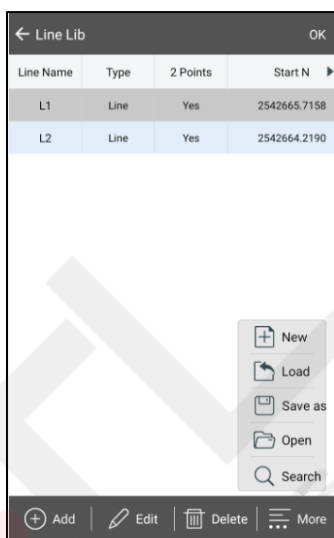 Line Lib OK
Line Name Type 2 Points Start N
L1 Line Yes 2542665.7158
L2 Line Yes 2542664.2190
New
Load
Save as
Open
Search
Add Edit Delete More